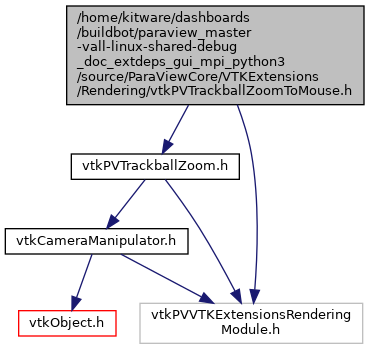 /home/kitware/dashboards
/buildbot/paraview_master
-vall-linux-shared-debug
_doc_extdeps_gui_mpi_python3
/source/ParaViewCore/VTKExtensions
/Rendering/vtkPVTrackballZoomToMouse.h
vtkPVTrackballZoom.h
vtkCameraManipulator.h
vtkObject.h
vtkPVVTKExtensionsRendering
Module.h